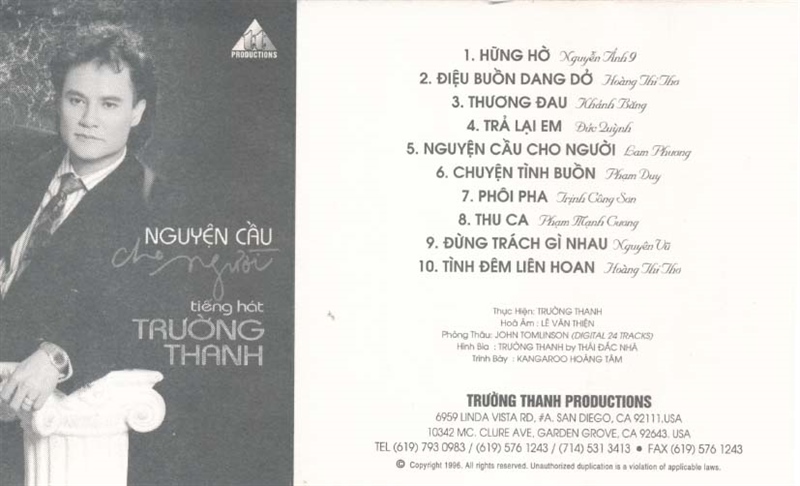 PRODUCTIONS
NGUYỆN CẦU
cho người
tiếng hát
TRƯỜNG
THANH
1. HỮNG HỜ Nguyễn Ánh 9
2. ĐIỆU BUỒN DANG DỞ Hoàng Thi Thơ
3. THƯƠNG ĐAU Khánh Băng
4. TRẢ LẠI EM Đức Quỳnh
5. NGUYỆN CẦU CHO NGƯỜI Lam Phương
6. CHUYỆN TÌNH BUỒN Phạm Duy
7. PHÔI PHA Trịnh Công Sơn
8. THU CA Phạm Mạnh Cương
9. ĐỪNG TRÁCH GÌ NHAU Nguyên Vũ
10. TÌNH ĐÊM LIÊN HOAN Hoàng Thi Thơ
Thực Hiện: TRƯỜNG THANH
Hoà Âm : LÊ VĂN THIỆN
Phòng Thâu: JOHN TOMLINSON (DIGITAL 24 TRACKS)
Hình Bìa : TRƯỜNG THANH by THÁI ĐẮC NHÃ
Trình Bày : KANGAROO HOÀNG TÂM
TRƯỜNG THANH PRODUCTIONS
6959 LINDA VISTA RD, #A. SAN DIEGO, CA 92111.USA
10342 MC. CLURE AVE, GARDEN GROVE, CA 92643. USA
TEL (619) 793 0983 / (619) 576 1243 / (714) 531 3413 • FAX (619) 576 1243
© Copyright 1996. All rights reserved. Unauthorized duplication is a violation of applicable laws.